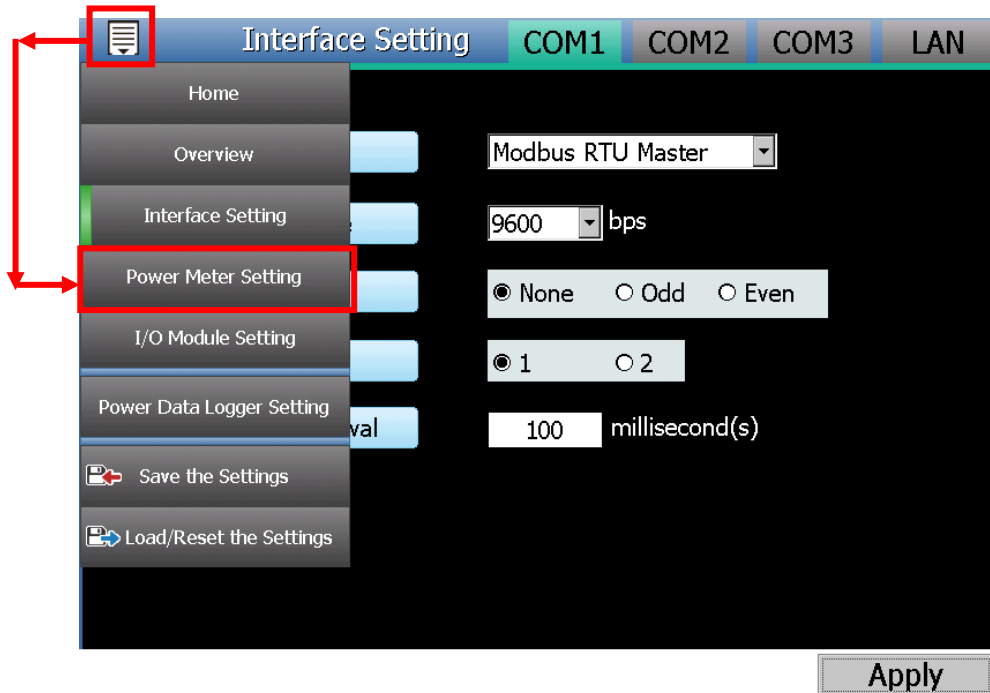 Interface Setting COM1 COM2 COM3 LAN
Home
Overview
Modbus RTU Master
Interface Setting
9600 bps
Power Meter Setting
None Odd Even
I/O Module Setting
1 2
Power Data Logger Setting
val 100 millisecond(s)
Save the Settings
Load/Reset the Settings
Apply